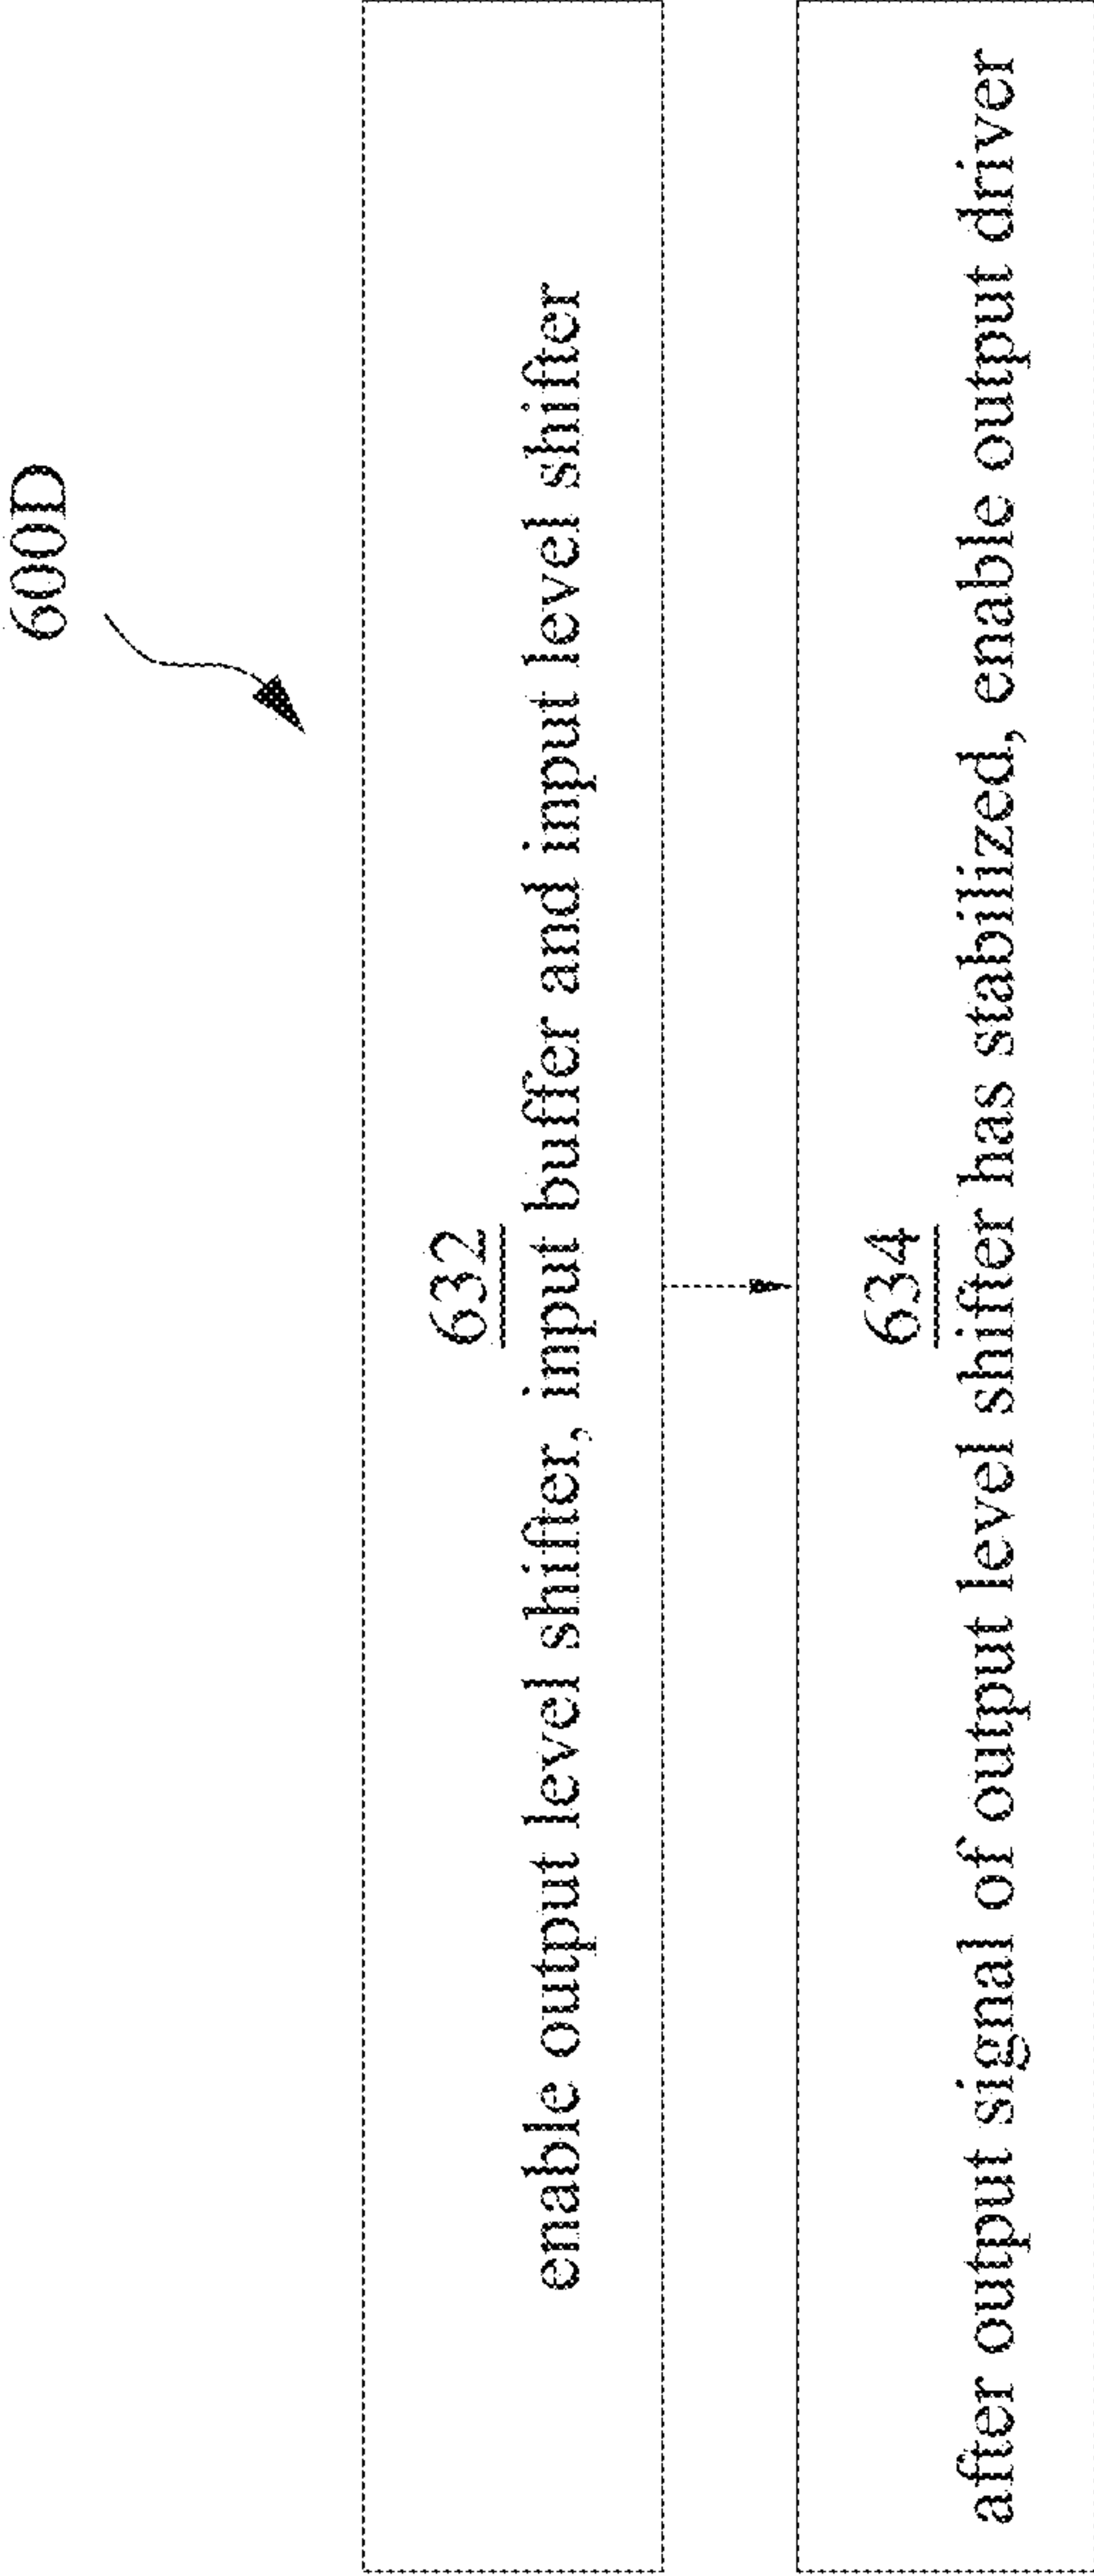 600D
632
enable output level shifter, input buffer and input level shifter
634
after output signal of output level shifter has stabilized, enable output driver